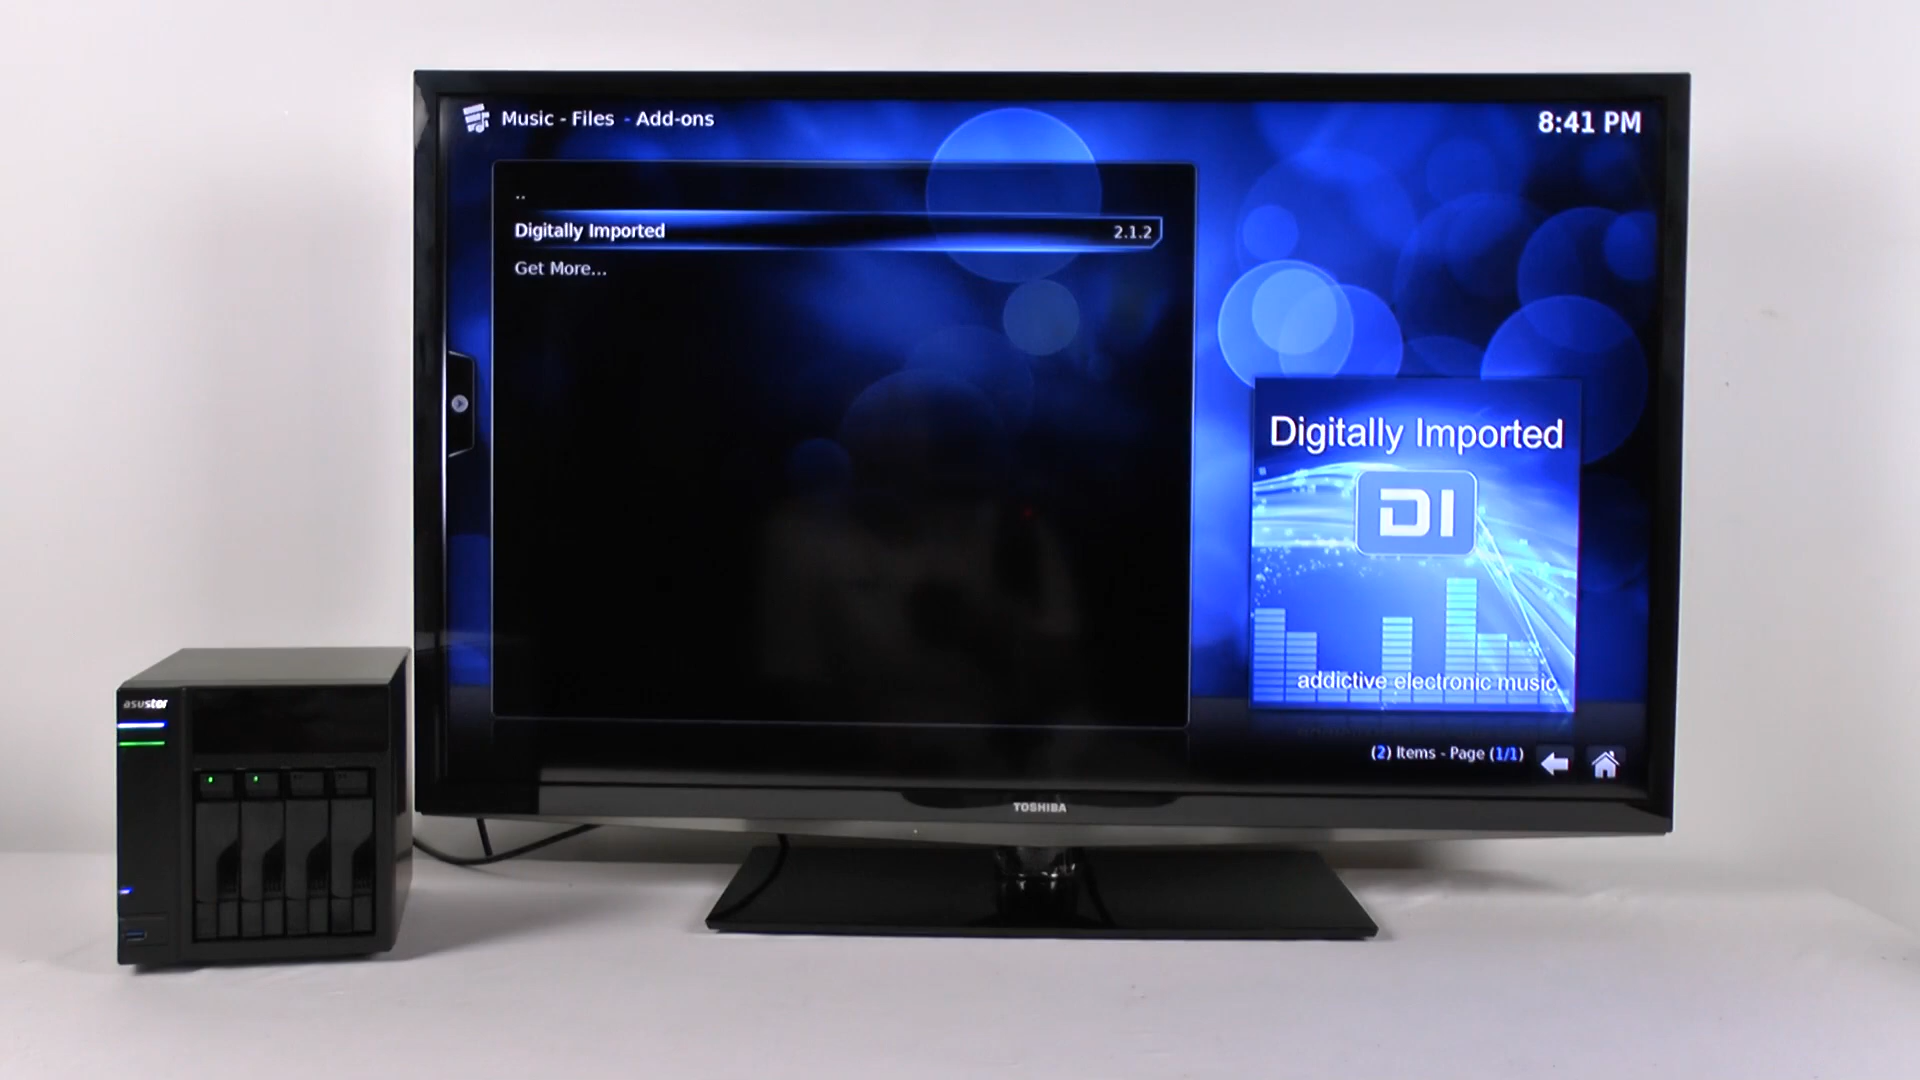 Music - Files - Add-ons
8:41 PM
..
Digitally Imported
2.1.2
Get More...
Digitally Imported
DI
addictive electronic music
(2) Items - Page (1/1)
asustor
TOSHIBA